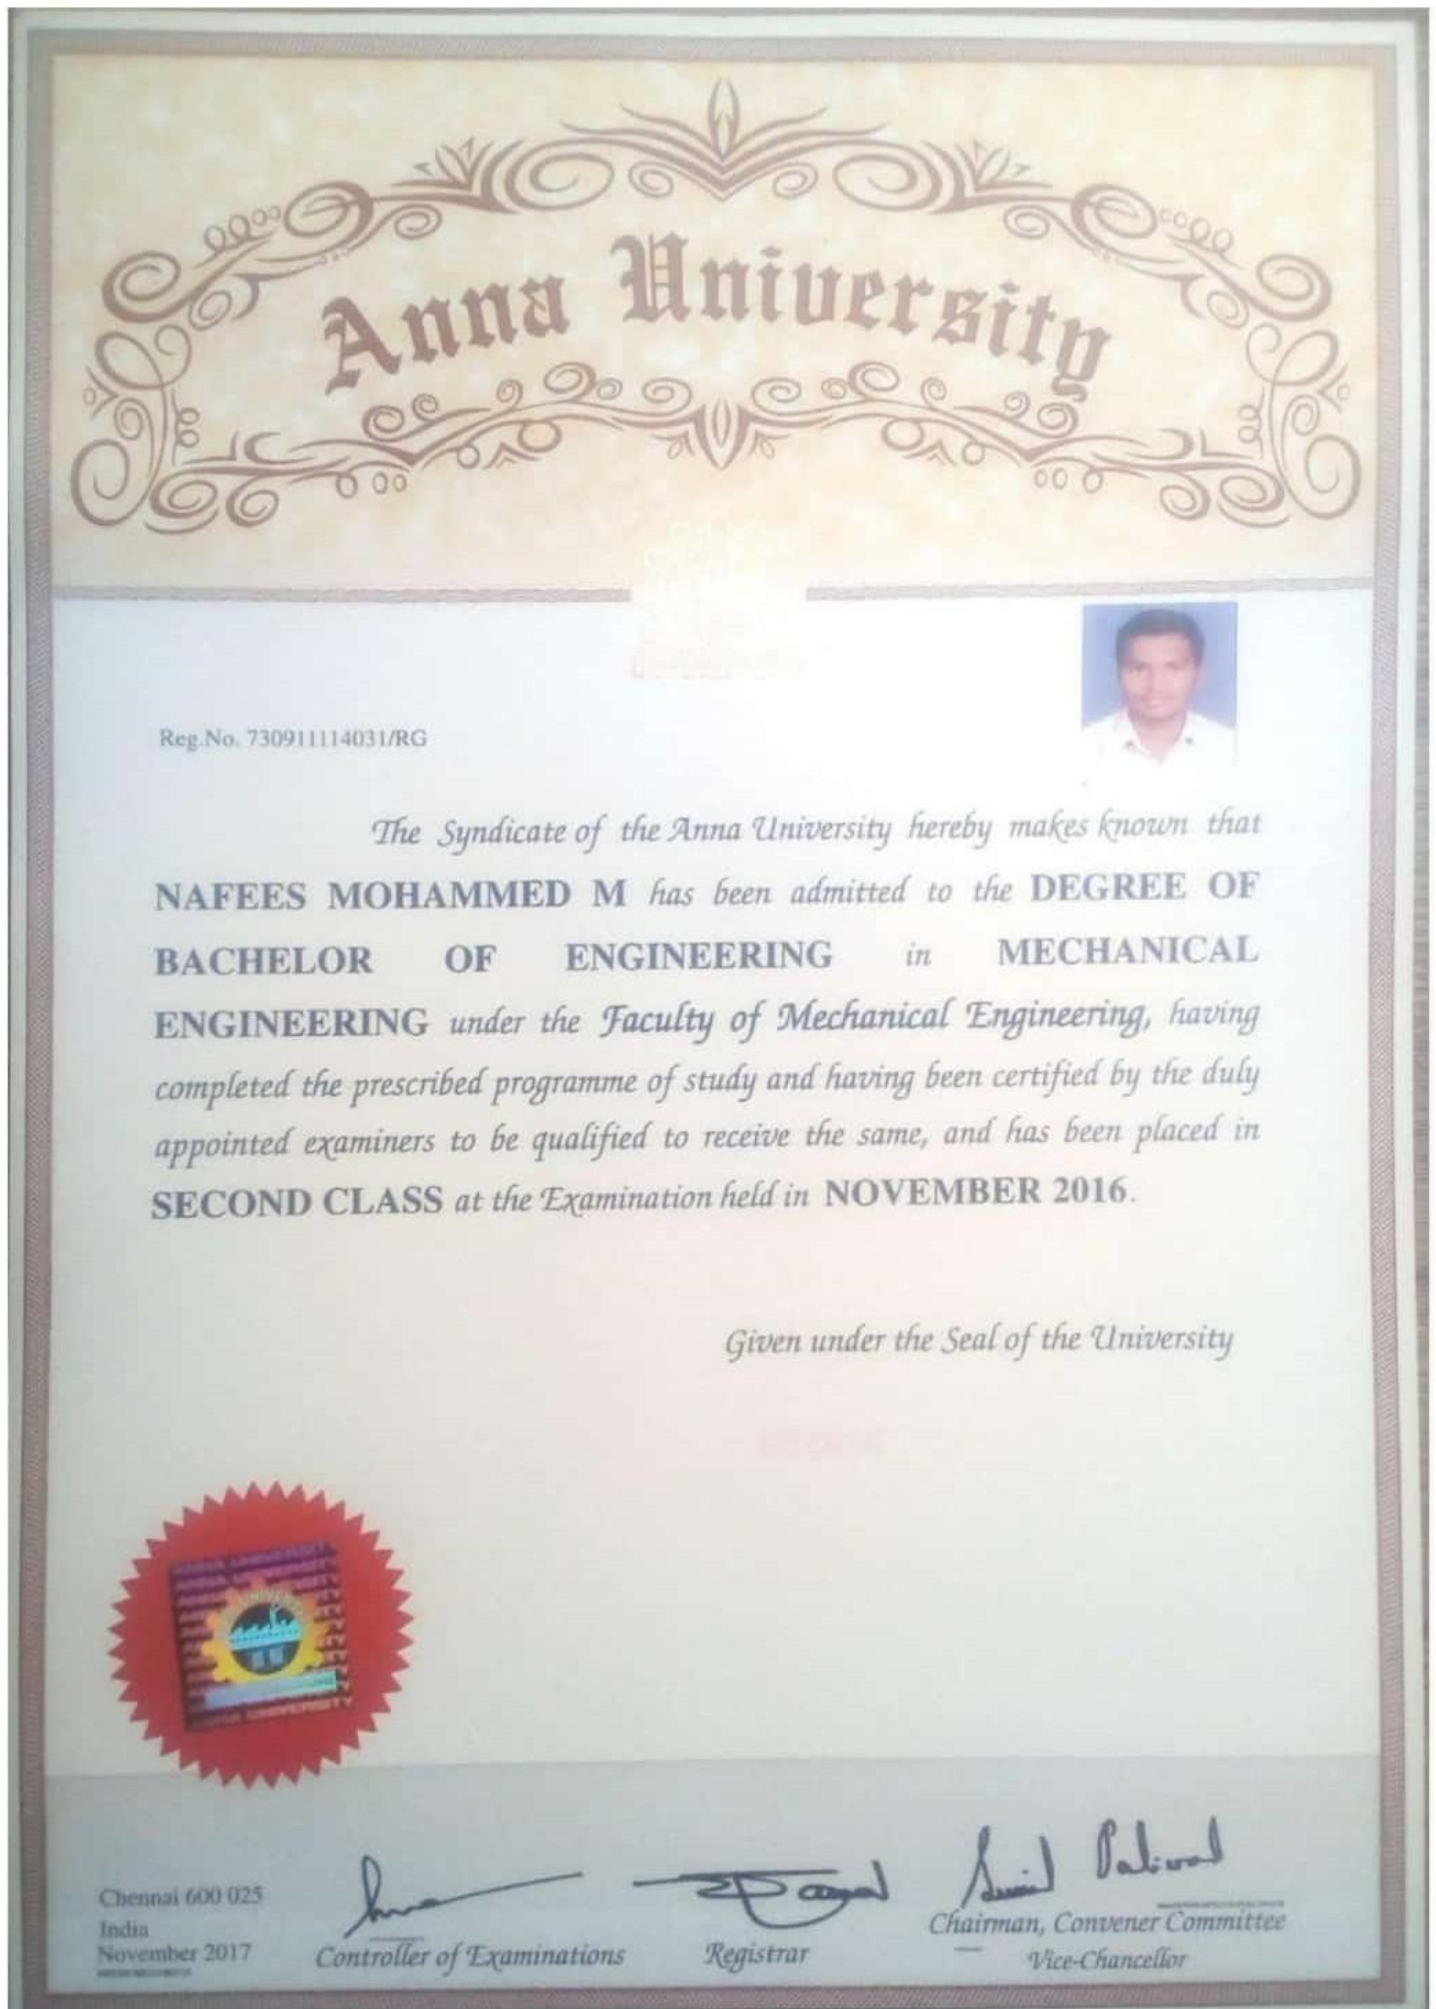 Anna University
Reg.No. 730911114031/RG
The Syndicate of the Anna University hereby makes known that
NAFEES MOHAMMED M has been admitted to the DEGREE OF
BACHELOR OF ENGINEERING in MECHANICAL
ENGINEERING under the Faculty of Mechanical Engineering, having
completed the prescribed programme of study and having been certified by the duly
appointed examiners to be qualified to receive the same, and has been placed in
SECOND CLASS at the Examination held in NOVEMBER 2016.
Given under the Seal of the University
ANNA UNIVERSITY
Chennai 600 025
India
November 2017
Controller of Examinations
Registrar
Sunil Paliwal
Chairman, Convener Committee
Vice-Chancellor